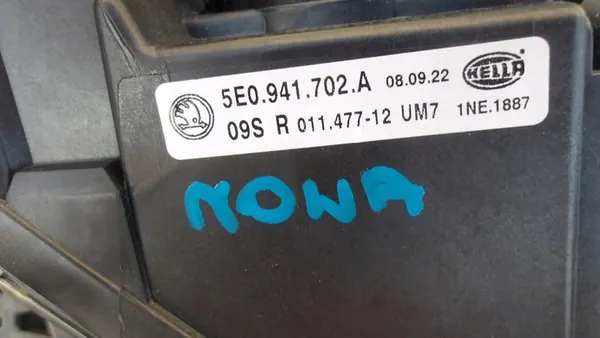 5E0.941.702.A 08.09.22 HELLA
09S R 011.477-12 UM7 1NE.1887
NOWA